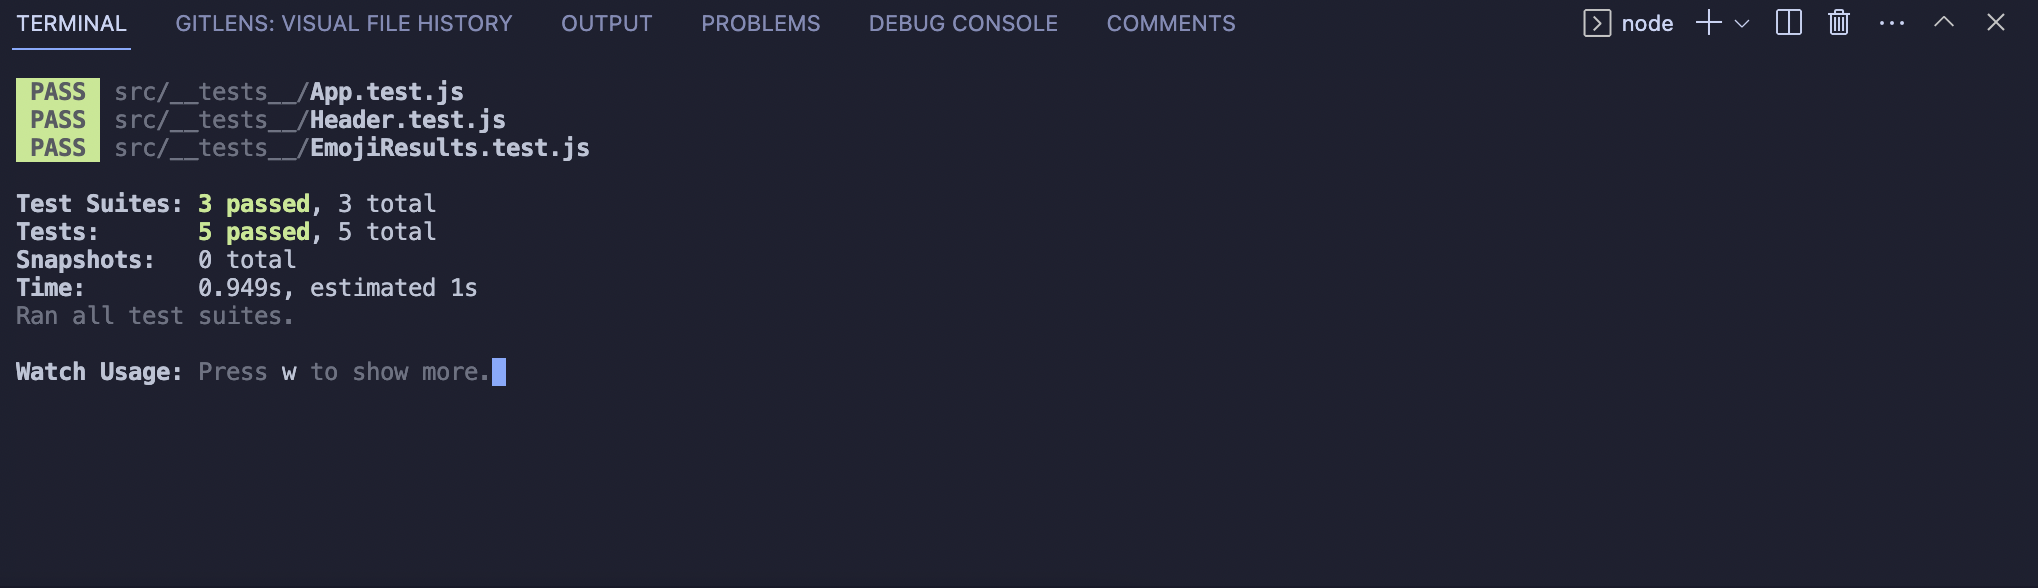 TERMINAL GITLENS: VISUAL FILE HISTORY OUTPUT PROBLEMS DEBUG CONSOLE COMMENTS node
PASS src/__tests__/App.test.js
PASS src/__tests__/Header.test.js
PASS src/__tests__/EmojiResults.test.js
Test Suites: 3 passed, 3 total
Tests: 5 passed, 5 total
Snapshots: 0 total
Time: 0.949s, estimated 1s
Ran all test suites.
Watch Usage: Press w to show more.